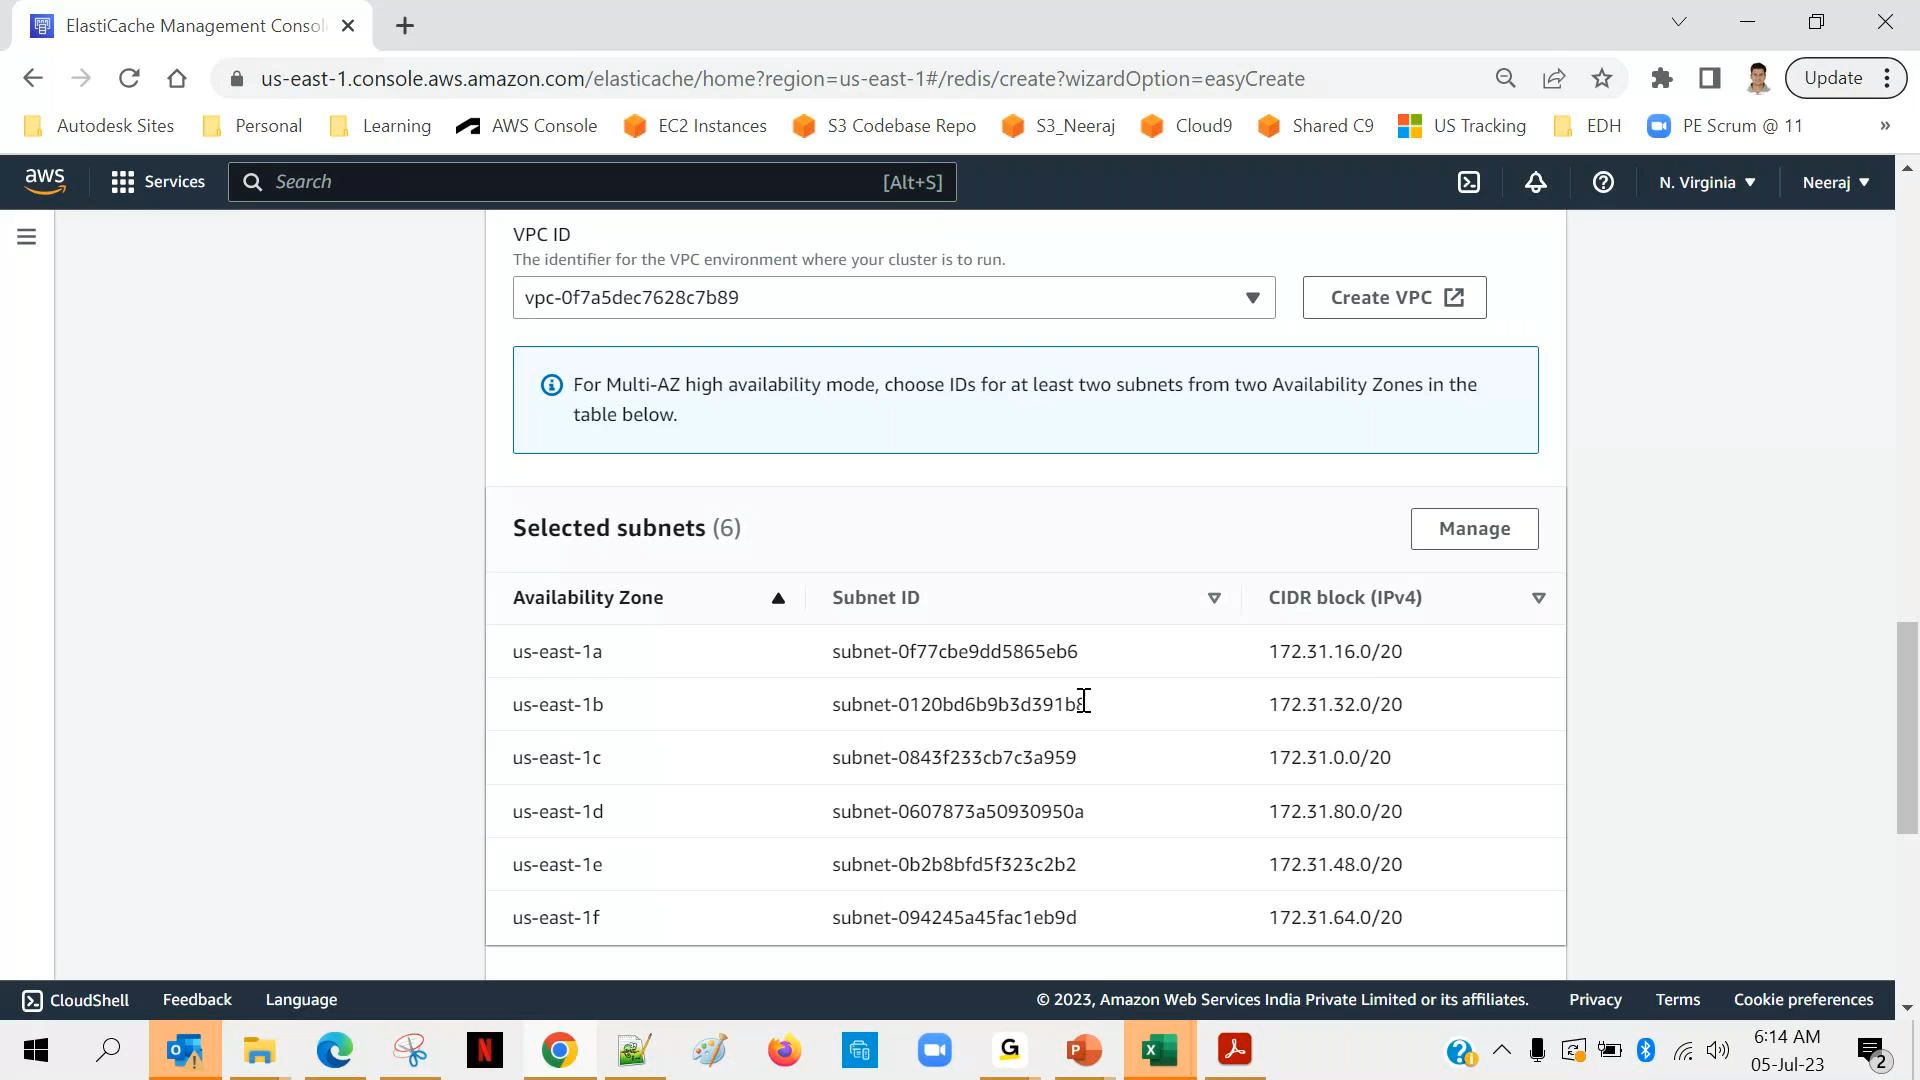 ElastiCache Management Consol
us-east-1.console.aws.amazon.com/elasticache/home?region=us-east-1#/redis/create?wizardOption=easyCreate
Update
Autodesk Sites
Personal
Learning
AWS Console
EC2 Instances
S3 Codebase Repo
S3_Neeraj
Cloud9
Shared C9
US Tracking
EDH
PE Scrum @ 11
»
aws
Services
Search
[Alt+S]
N. Virginia
Neeraj
VPC ID
The identifier for the VPC environment where your cluster is to run.
vpc-0f7a5dec7628c7b89
Create VPC
For Multi-AZ high availability mode, choose IDs for at least two subnets from two Availability Zones in the
table below.
Selected subnets (6)
Manage
Availability Zone
Subnet ID
CIDR block (IPv4)
us-east-1a
subnet-0f77cbe9dd5865eb6
172.31.16.0/20
us-east-1b
172.31.32.0/20
us-east-1c
subnet-0843f233cb7c3a959
172.31.0.0/20
us-east-1d
subnet-0607873a50930950a
172.31.80.0/20
us-east-1e
subnet-0b2b8bfd5f323c2b2
172.31.48.0/20
us-east-1f
subnet-094245a45fac1eb9d
172.31.64.0/20
CloudShell
Feedback
Language
© 2023, Amazon Web Services India Private Limited or its affiliates.
Privacy
Terms
Cookie preferences
6:14 AM
05-Jul-23
2